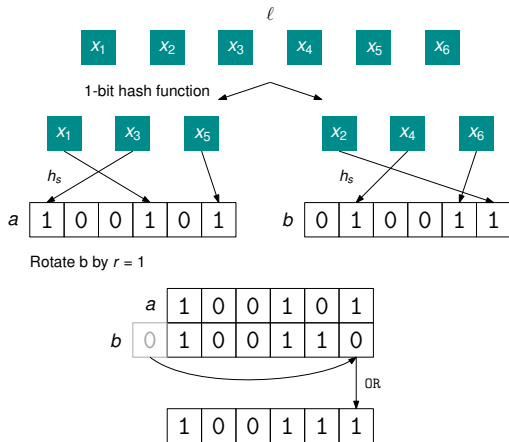 ℓ
x₁ x₂ x₃ x₄ x₅ x₆
1-bit hash function
x₁ x₃ x₅ x₂ x₄ x₆
hₛ hₛ
a 1 0 0 1 0 1 b 0 1 0 0 1 1
Rotate b by r = 1
a 1 0 0 1 0 1
b 0 1 0 0 1 1 0
OR
1 0 0 1 1 1